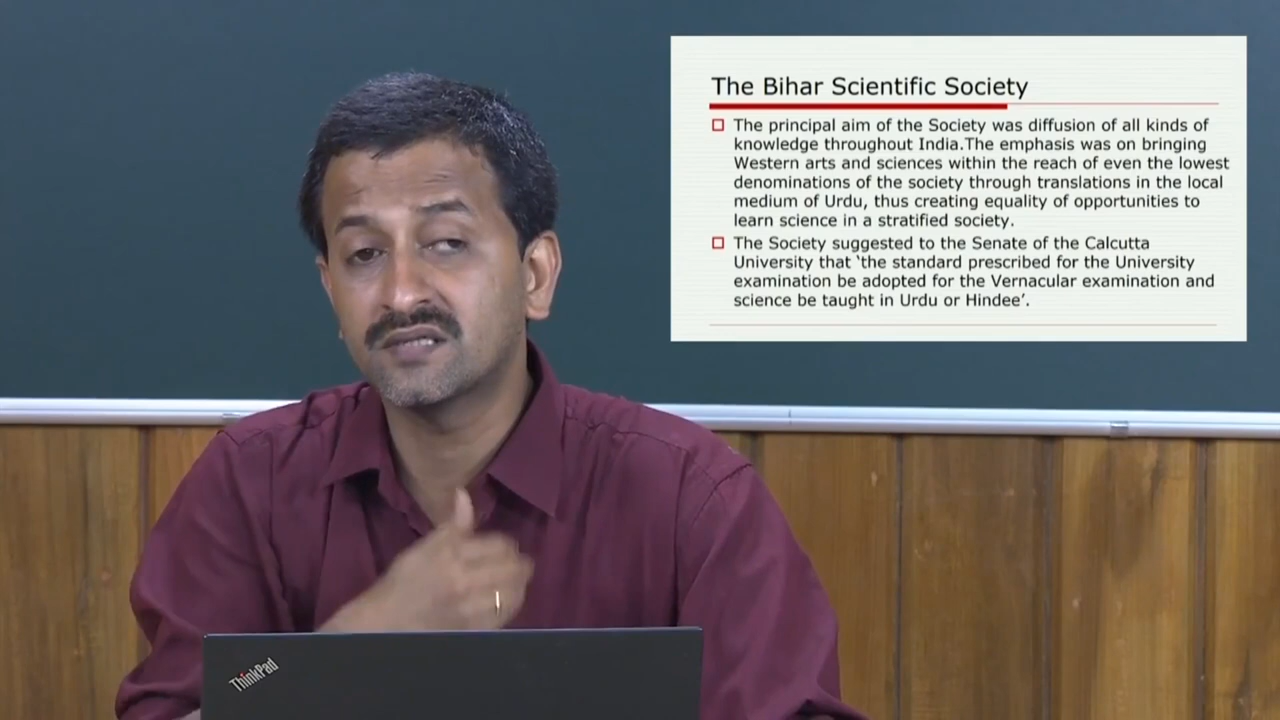 The Bihar Scientific Society
The principal aim of the Society was diffusion of all kinds of
knowledge throughout India.The emphasis was on bringing
Western arts and sciences within the reach of even the lowest
denominations of the society through translations in the local
medium of Urdu, thus creating equality of opportunities to
learn science in a stratified society.
The Society suggested to the Senate of the Calcutta
University that ‘the standard prescribed for the University
examination be adopted for the Vernacular examination and
science be taught in Urdu or Hindee’.
ThinkPad